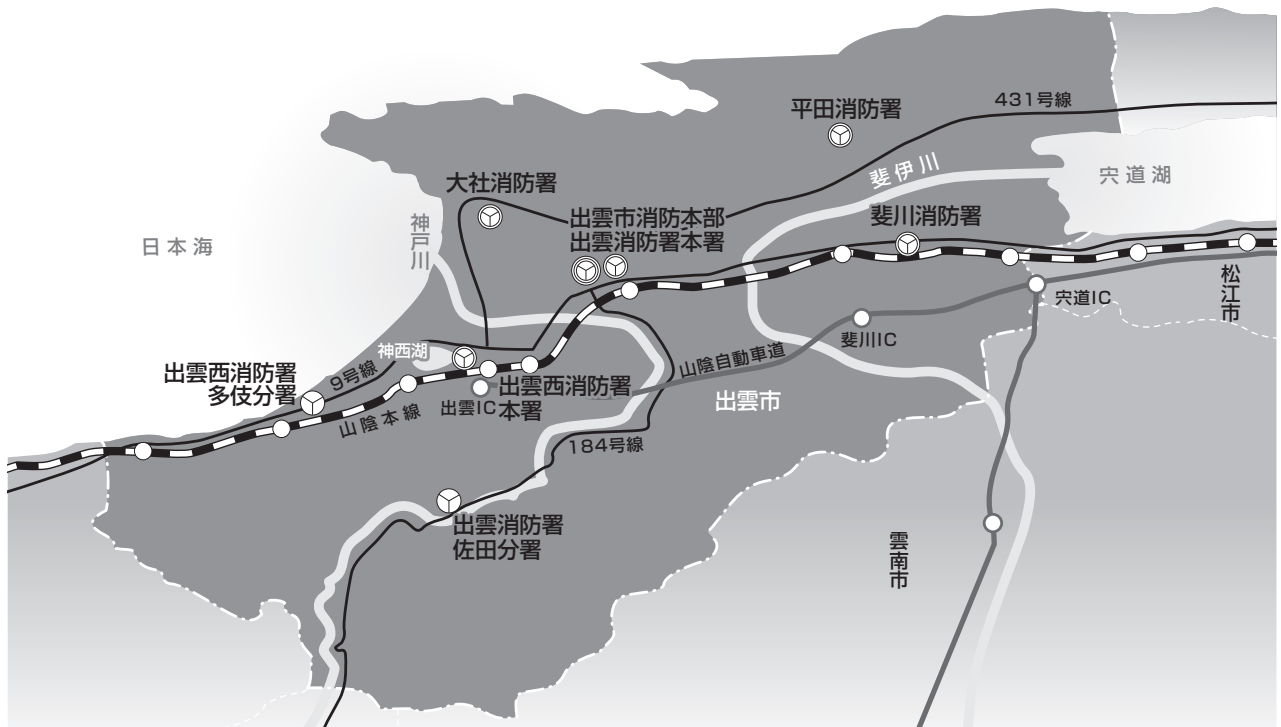 平田消防署
431号線
斐伊川
宍道湖
大社消防署
神戸川
出雲市消防本部
出雲消防署本署
斐川消防署
日本海
松江市
宍道IC
斐川IC
神西湖
出雲西消防署
多伎分署
9号線
山陰自動車道
出雲IC
出雲西消防署
本署
出雲市
山陰本線
184号線
出雲消防署
佐田分署
雲南市